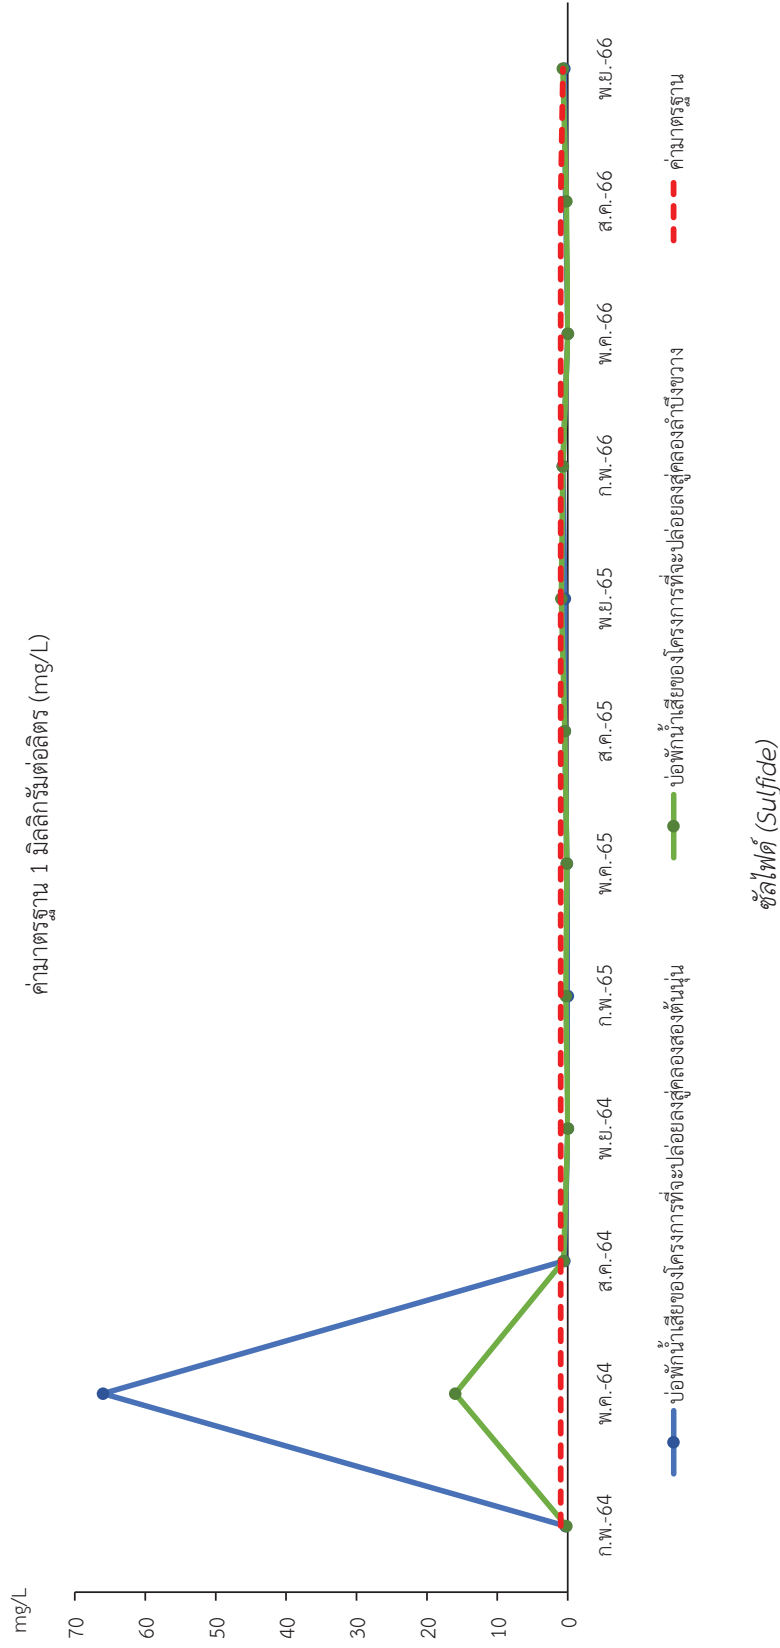 ค่ามาตรฐาน 1 มิลลิกรัมต่อลิตร (mg/L)
mg/L
70
60
50
40
30
20
10
0
ก.พ.-64
พ.ค.-64
ส.ค.-64
พ.ย.-64
ก.พ.-65
พ.ค.-65
ส.ค.-65
พ.ย.-65
ก.พ.-66
พ.ค.-66
ส.ค.-66
พ.ย.-66
บ่อพักน้ำเสียของโครงการที่จะปล่อยลงสู่คลองสองต้นนุ่น
บ่อพักน้ำเสียของโครงการที่จะปล่อยลงสู่คลองลำบึงขวาง
ค่ามาตรฐาน
ซัลไฟด์ (Sulfide)